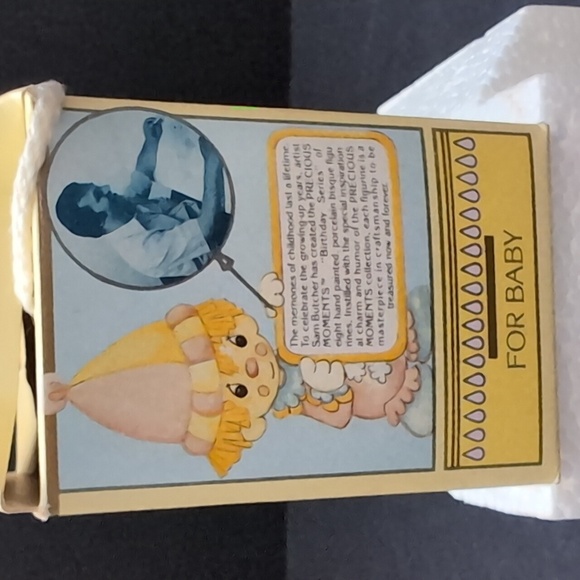 The memories of childhood last a lifetime.
To celebrate the growing-up years, artist
Sam Butcher has created the PRECIOUS
MOMENTS™ "Birthday Series" of
eight hand painted, porcelain bisque figu
rines. Instilled with the special inspiration
al charm and humor of the PRECIOUS
MOMENTS collection, each figurine is a
masterpiece in craftsmanship to be
treasured now and forever.
FOR BABY